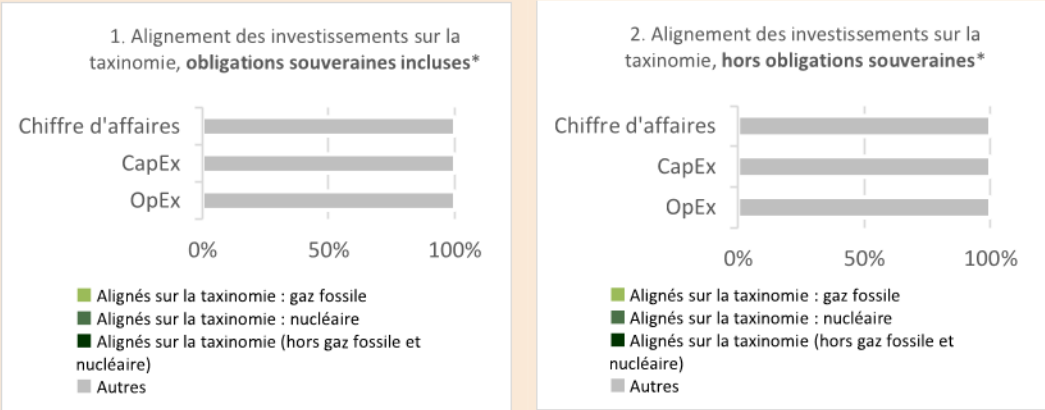 1. Alignement des investissements sur la
taxinomie, obligations souveraines incluses*
Chiffre d'affaires
CapEx
OpEx
0% 50% 100%
Alignés sur la taxinomie : gaz fossile
Alignés sur la taxinomie : nucléaire
Alignés sur la taxinomie (hors gaz fossile et
nucléaire)
Autres
2. Alignement des investissements sur la
taxinomie, hors obligations souveraines*
Chiffre d'affaires
CapEx
OpEx
0% 50% 100%
Alignés sur la taxinomie : gaz fossile
Alignés sur la taxinomie : nucléaire
Alignés sur la taxinomie (hors gaz fossile et
nucléaire)
Autres